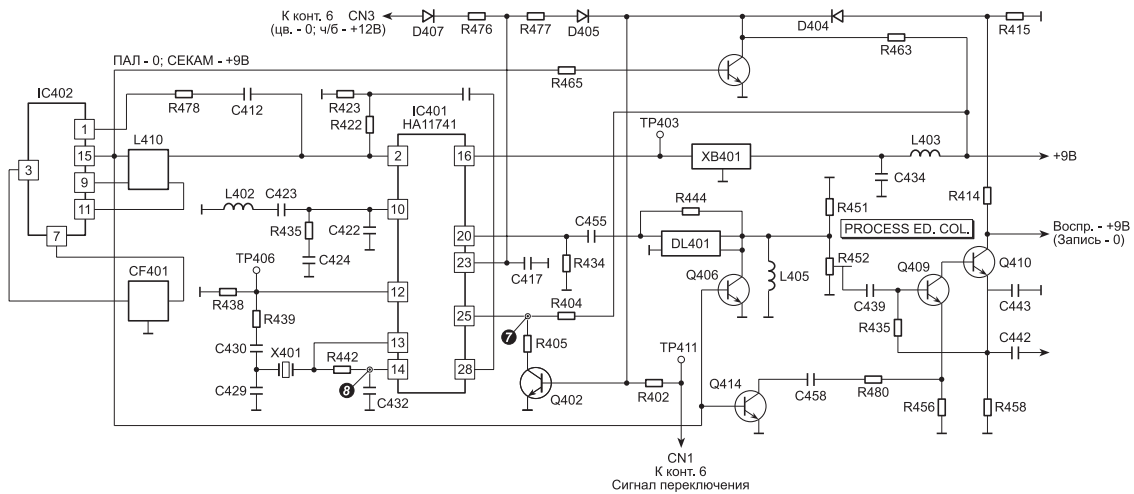 К конт. 6 CN3
(цв. - 0; ч/б - +12В)
D407
R476
R477
D405
D404
R415
R463
ПАЛ - 0; СЕКАМ - +9В
R465
IC402
1
15
9
11
3
7
R478
C412
L410
CF401
R423
R422
IC401
HA11741
2
10
12
13
14
16
20
23
25
28
TP403
XB401
L403
C434
+9В
L402
C423
R435
C422
C424
TP406
R438
R439
C430
X401
C429
R442
8
C432
C455
R434
C417
R444
DL401
R404
7
R405
Q402
Q406
L405
R451
PROCESS ED. COL.
R452
R414
Воспр. - +9В
(Запись - 0)
Q409
Q410
C439
R435
C443
C442
TP411
R402
Q414
C458
R480
R456
R458
CN1
К конт. 6
Сигнал переключения